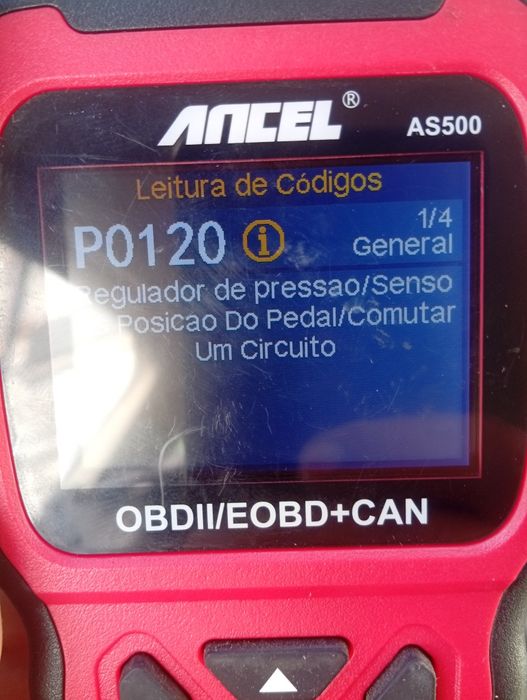 ANCEL®
AS500
Leitura de Códigos
P0120 i 1/4
General
Regulador de pressao/Senso
Posicao Do Pedal/Comutar
Um Circuito
OBDII/EOBD+CAN